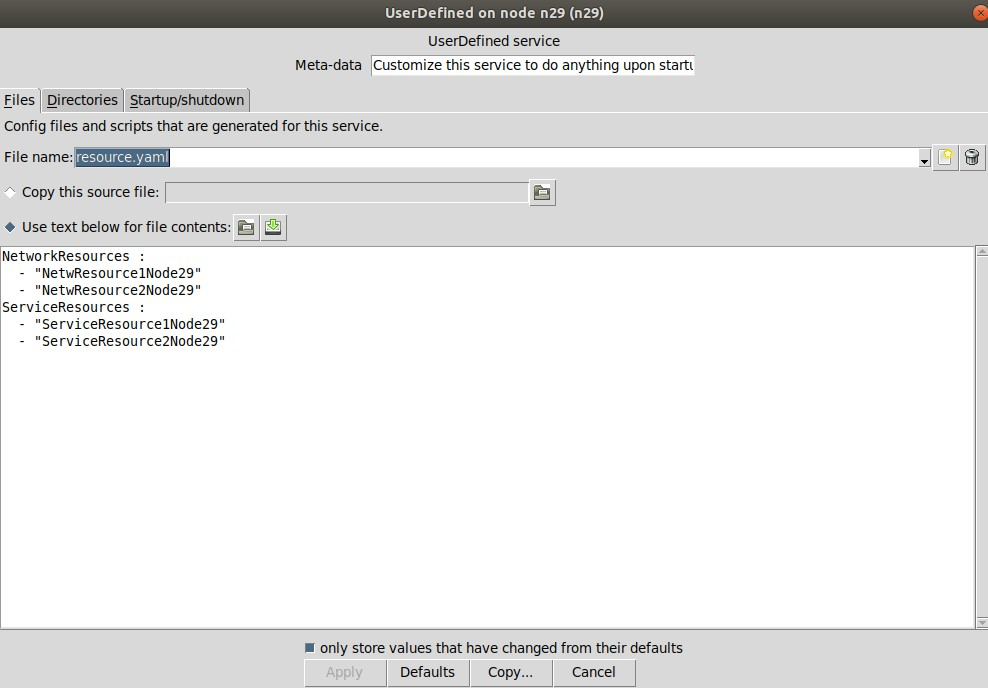 UserDefined on node n29 (n29)
UserDefined service
Meta-data Customize this service to do anything upon startu
Files Directories Startup/shutdown
Config files and scripts that are generated for this service.
File name: resource.yaml
Copy this source file:
Use text below for file contents:
NetworkResources :
  - "NetwResource1Node29"
  - "NetwResource2Node29"
ServiceResources :
  - "ServiceResource1Node29"
  - "ServiceResource2Node29"
only store values that have changed from their defaults
Apply Defaults Copy... Cancel